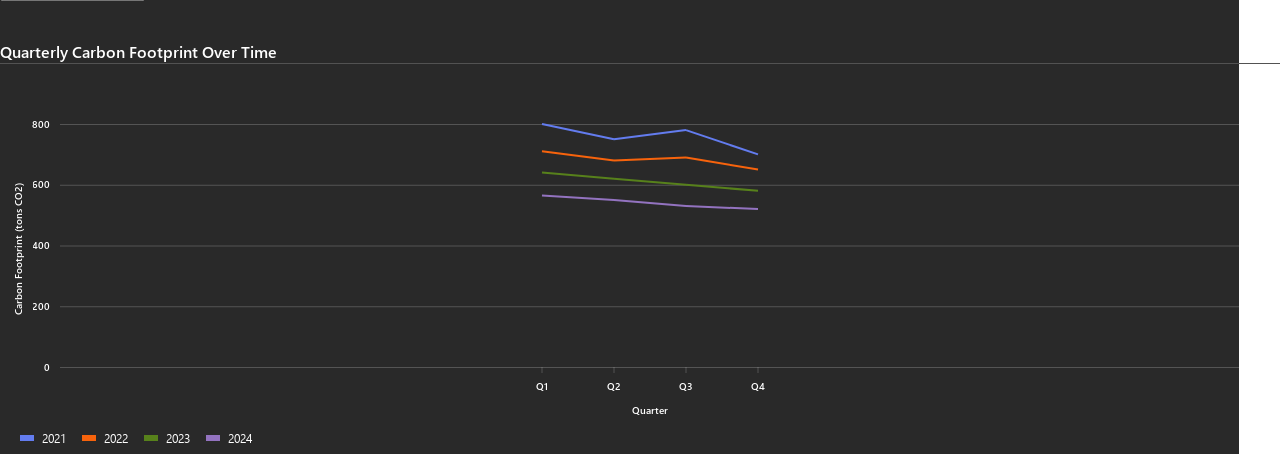 Quarterly Carbon Footprint Over Time
800
600
400
200
0
Carbon Footprint (tons CO2)
Q1 Q2 Q3 Q4
Quarter
2021 2022 2023 2024